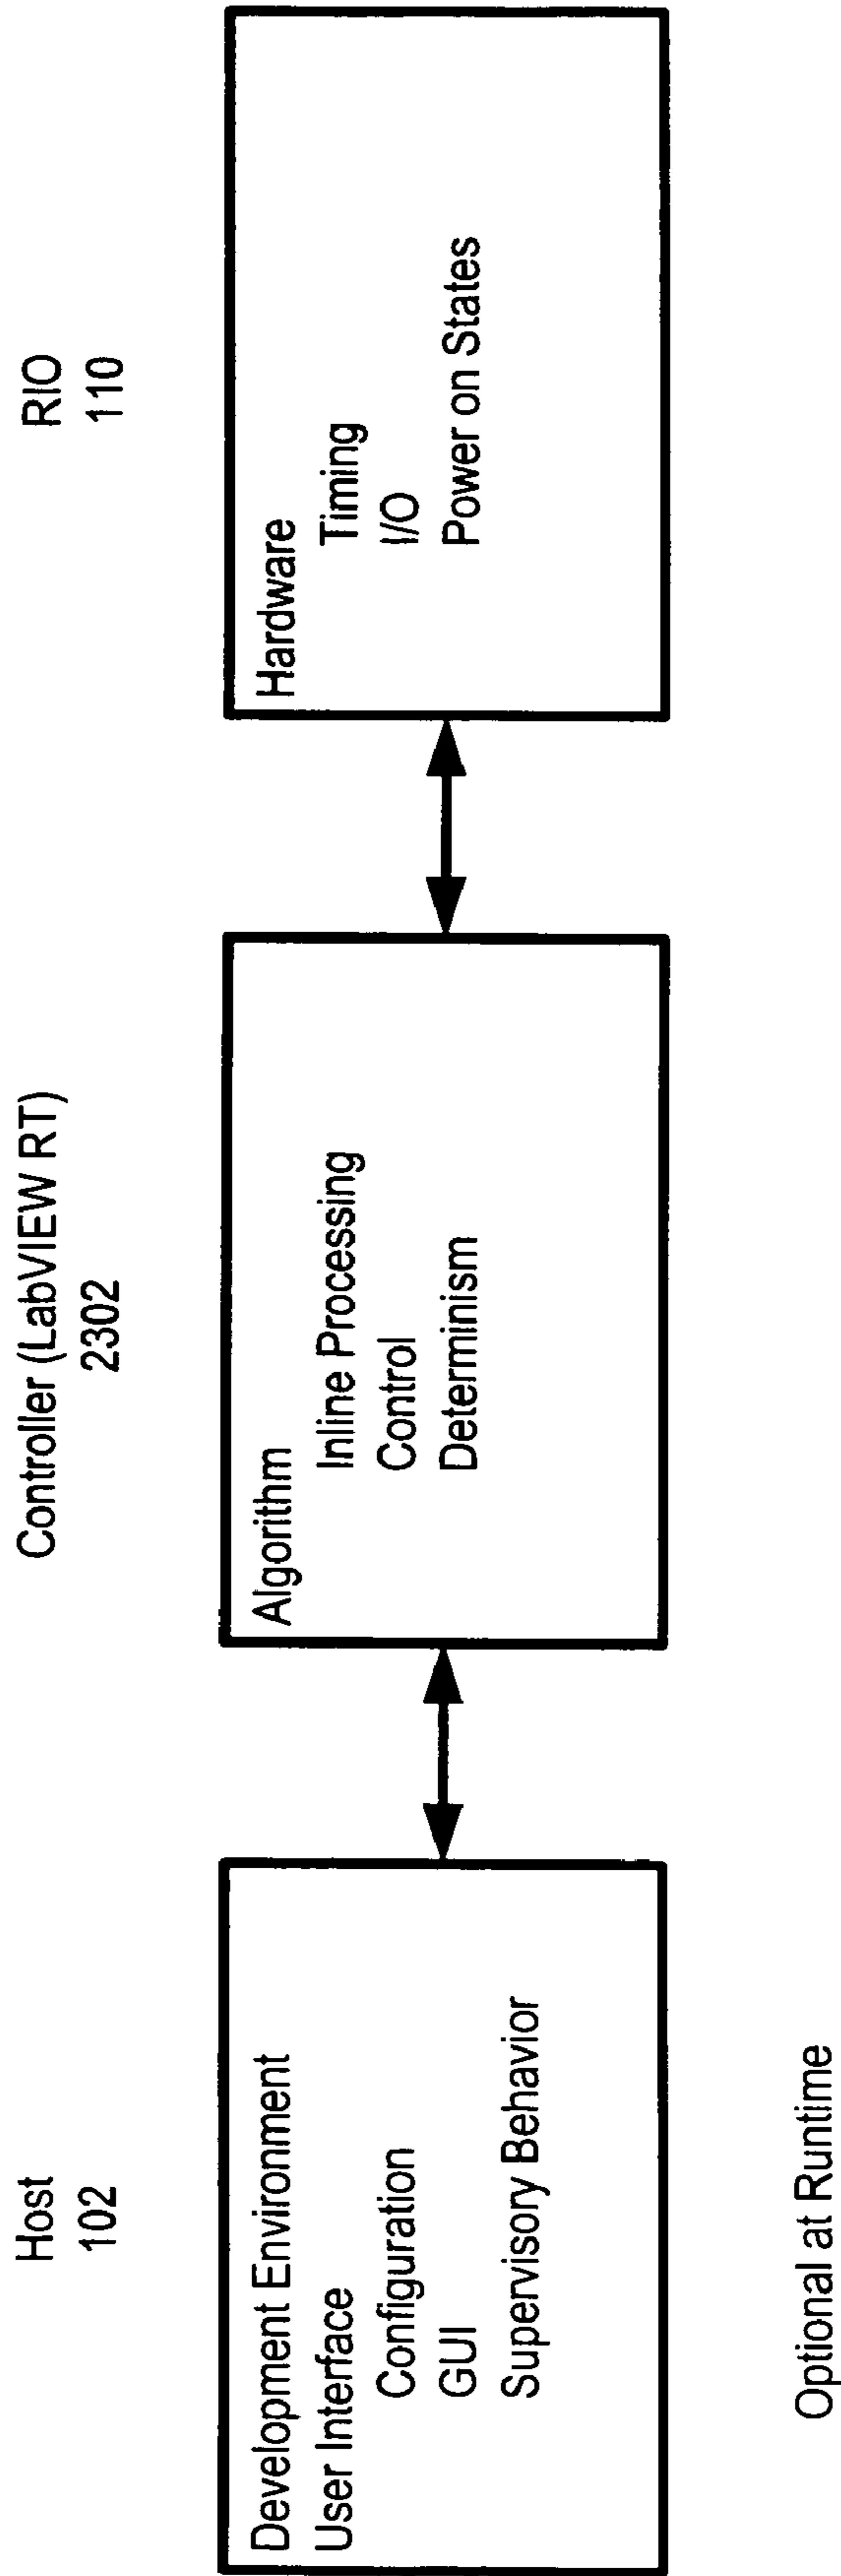 Host
102
Development Environment
User Interface
Configuration
GUI
Supervisory Behavior
Optional at Runtime
Controller (LabVIEW RT)
2302
Algorithm
Inline Processing
Control
Determinism
RIO
110
Hardware
Timing
I/O
Power on States